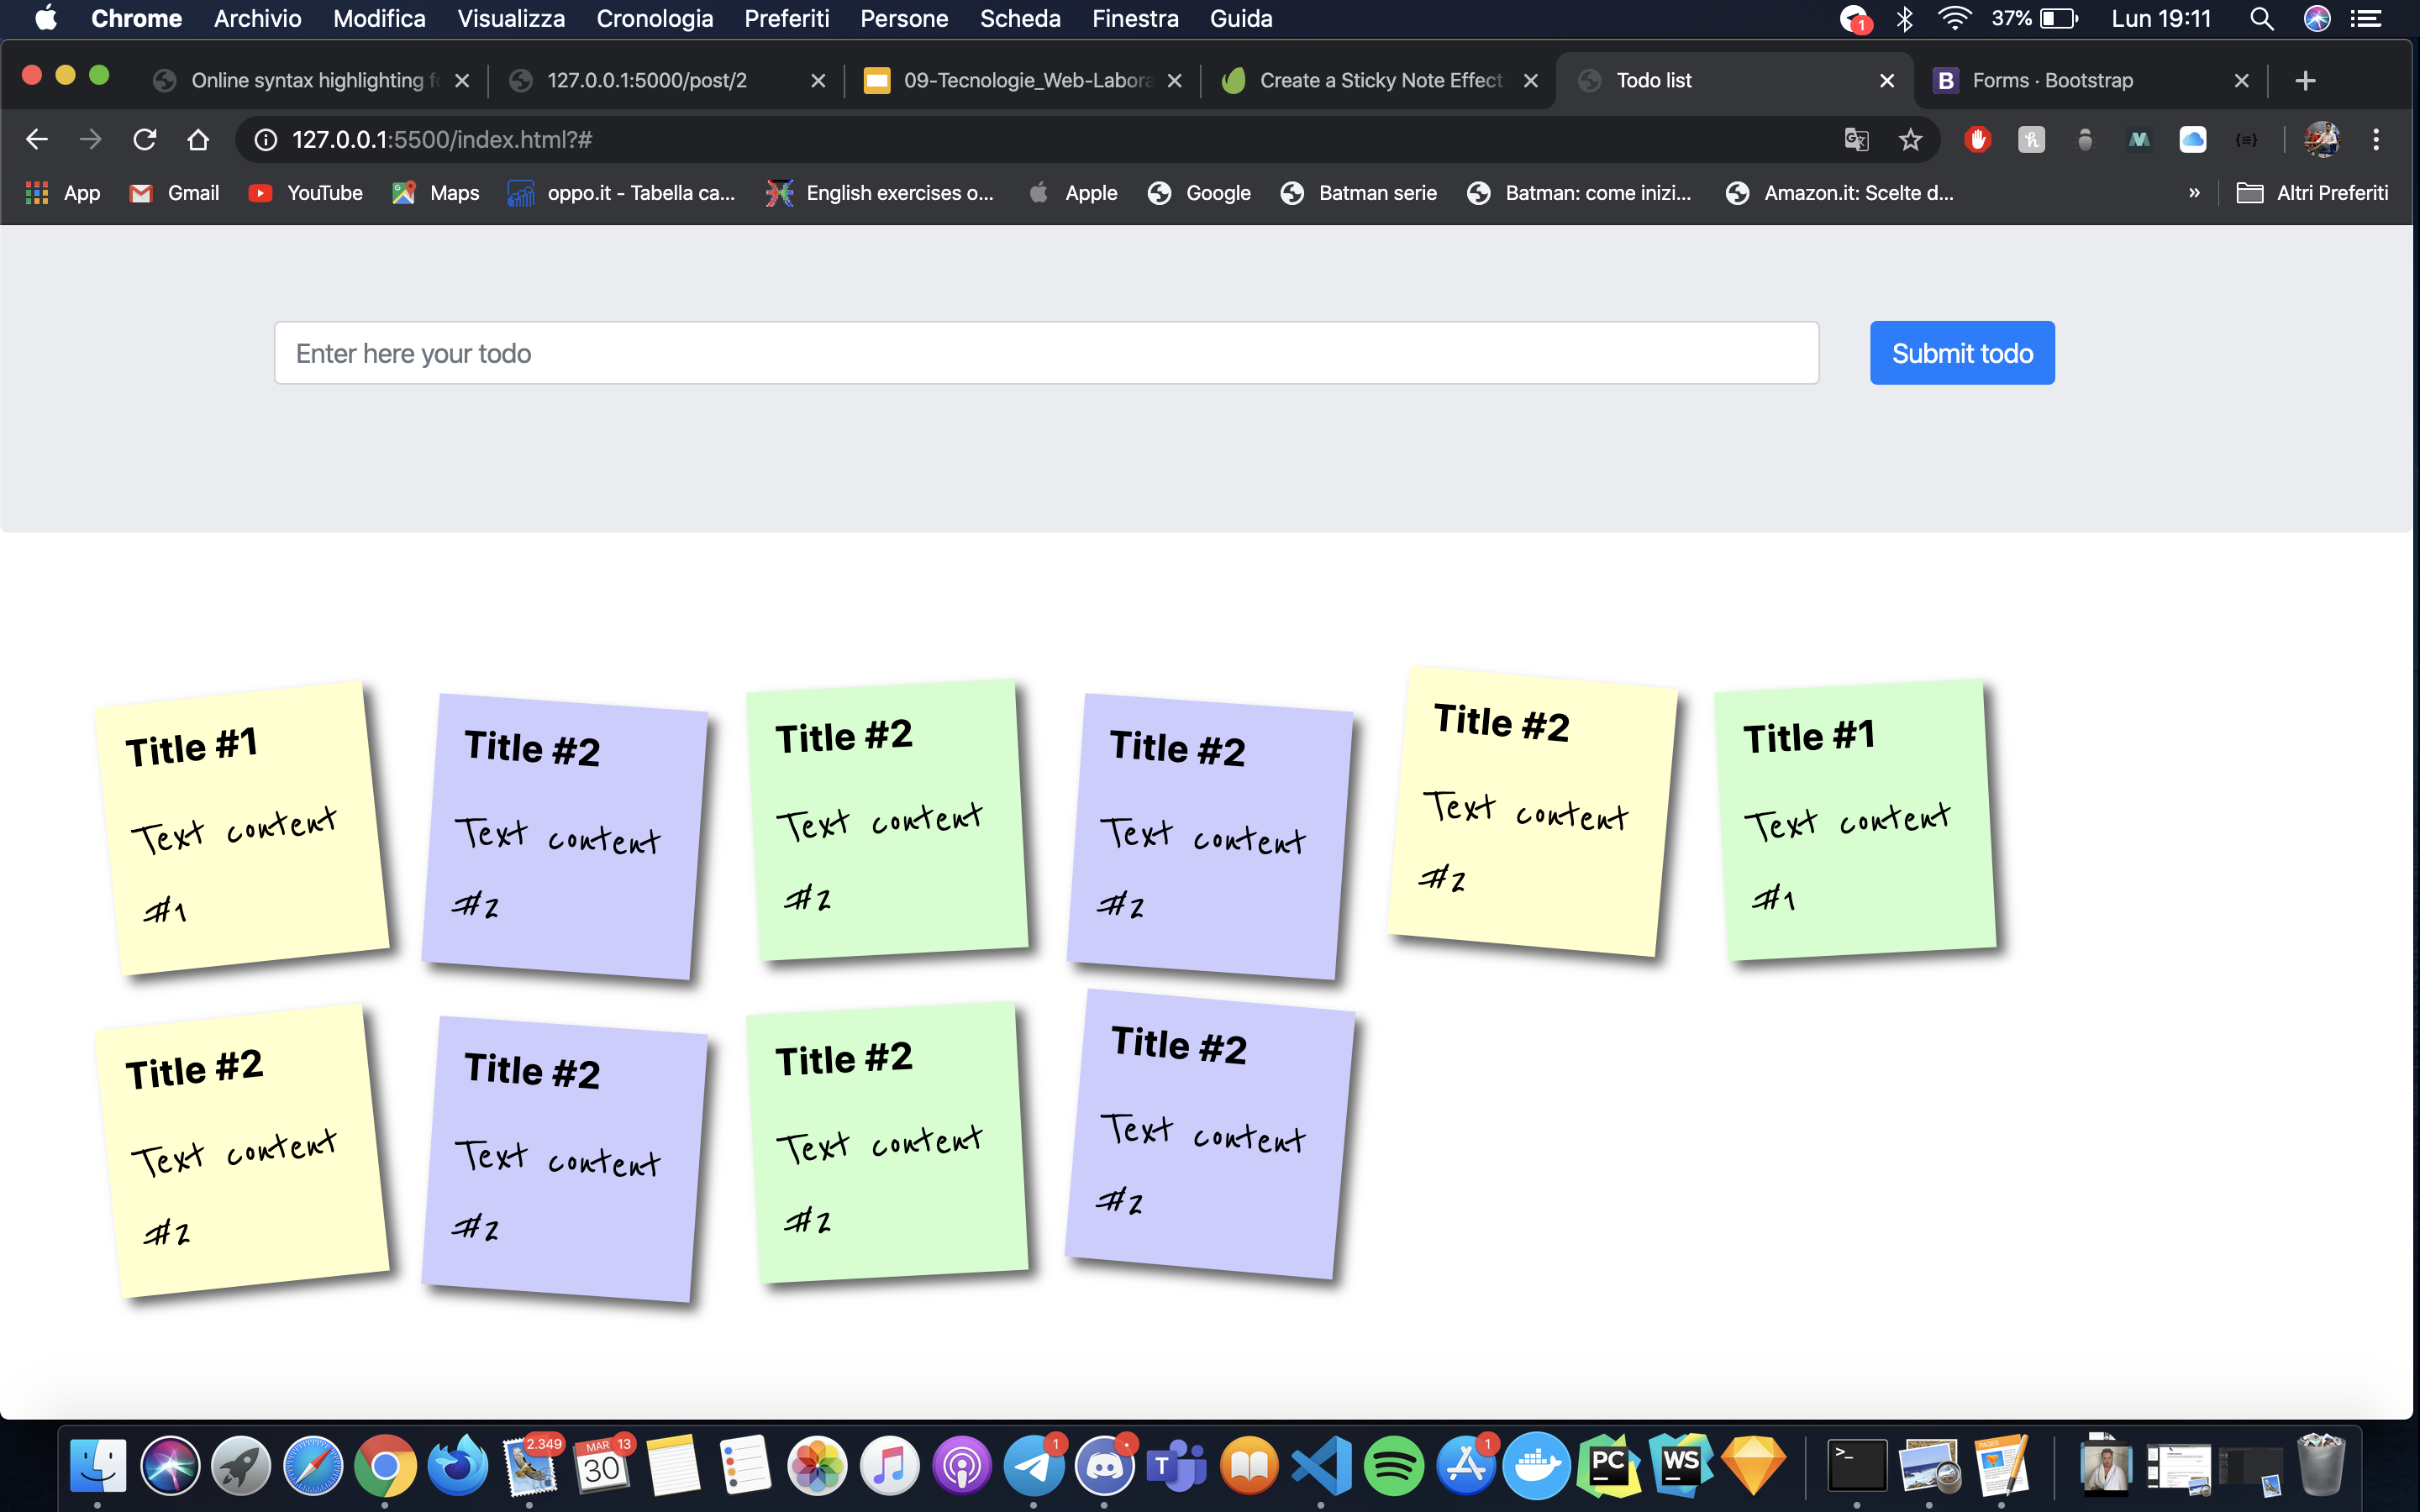 Chrome Archivio Modifica Visualizza Cronologia Preferiti Persone Scheda Finestra Guida 1 37% Lun 19:11
Online syntax highlighting f 127.0.0.1:5000/post/2 09-Tecnologie_Web-Labora Create a Sticky Note Effect Todo list B Forms · Bootstrap
127.0.0.1:5500/index.html?#
App Gmail YouTube Maps oppo.it - Tabella ca... English exercises o... Apple Google Batman serie Batman: come inizi... Amazon.it: Scelte d... » Altri Preferiti
Enter here your todo Submit todo
Title #1 Title #2 Title #2 Title #2 Title #2 Title #1
Text content Text content Text content Text content Text content Text content
#1 #2 #2 #2 #2 #1
Title #2 Title #2 Title #2 Title #2
Text content Text content Text content Text content
#2 #2 #2 #2
2.349 MAR 13 1 1
30 T PC WS >_ PAGES